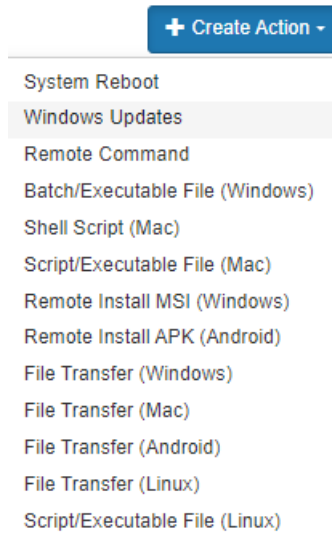 Create Action
System Reboot
Windows Updates
Remote Command
Batch/Executable File (Windows)
Shell Script (Mac)
Script/Executable File (Mac)
Remote Install MSI (Windows)
Remote Install APK (Android)
File Transfer (Windows)
File Transfer (Mac)
File Transfer (Android)
File Transfer (Linux)
Script/Executable File (Linux)